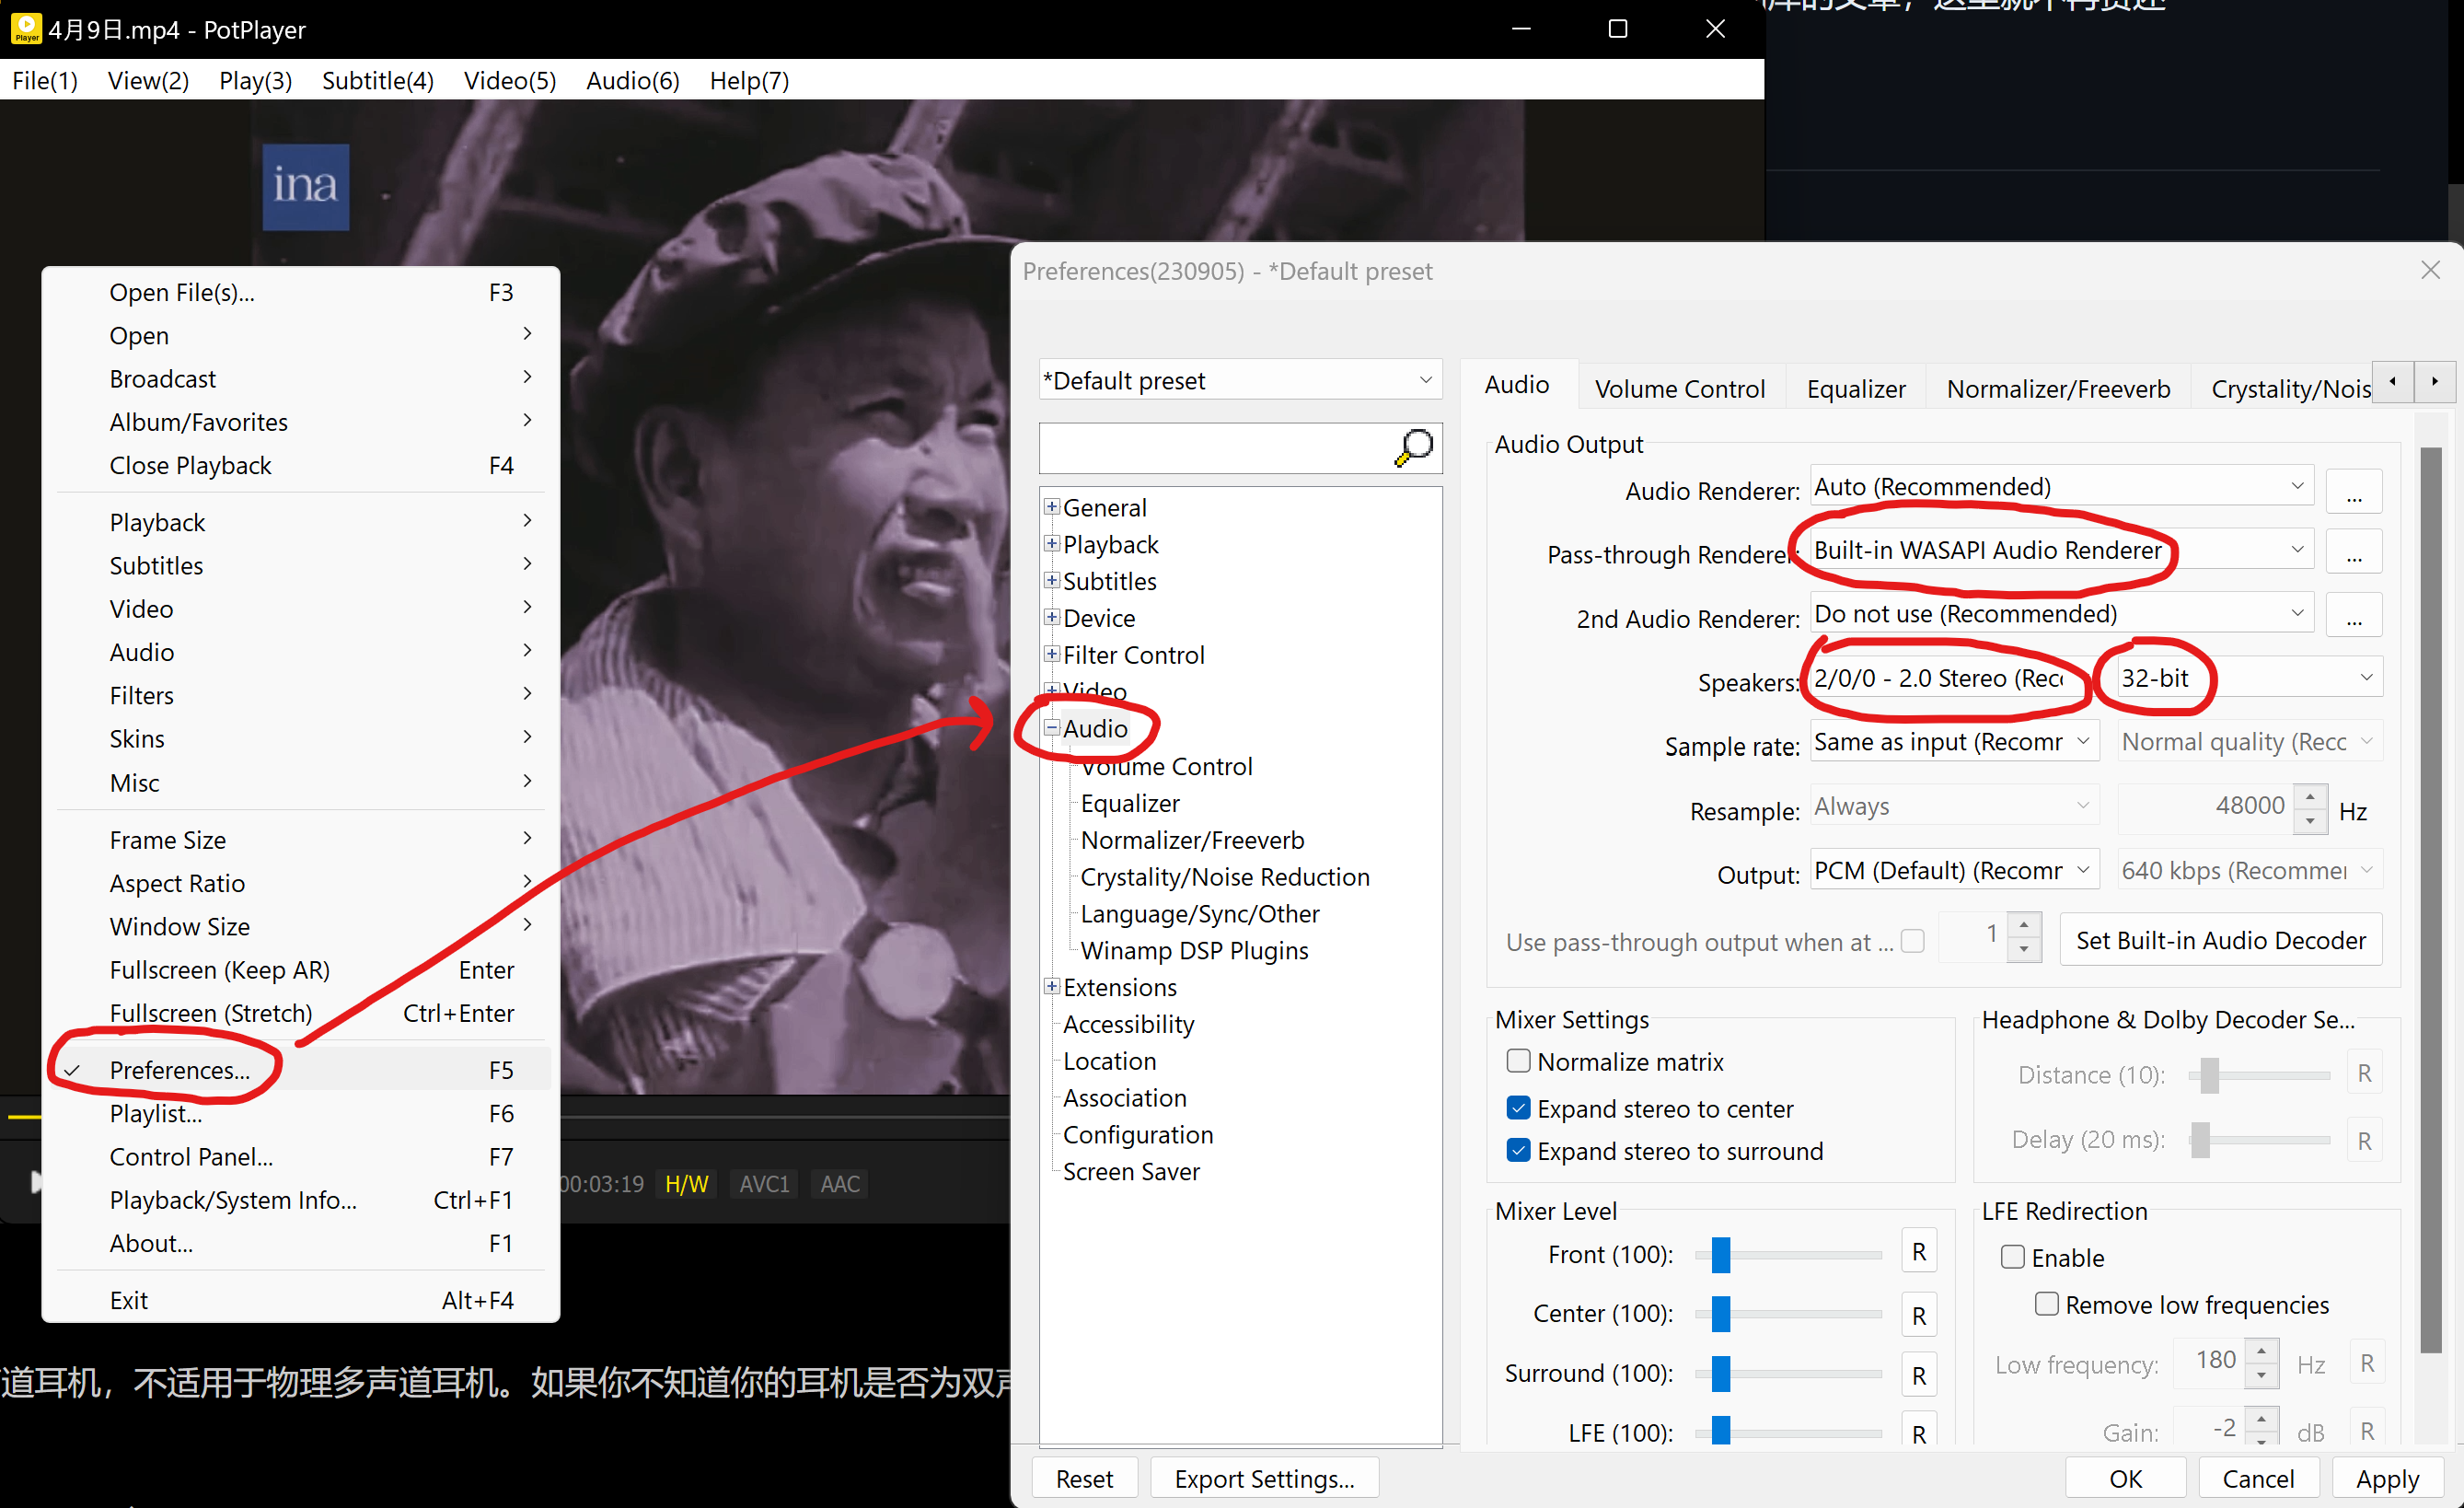 4月9日.mp4 - PotPlayer
File(1) View(2) Play(3) Subtitle(4) Video(5) Audio(6) Help(7)
ina
Open File(s)... F3
Open
Broadcast
Album/Favorites
Close Playback F4
Playback
Subtitles
Video
Audio
Filters
Skins
Misc
Frame Size
Aspect Ratio
Window Size
Fullscreen (Keep AR) Enter
Fullscreen (Stretch) Ctrl+Enter
Preferences... F5
Playlist... F6
Control Panel... F7
Playback/System Info... Ctrl+F1
About... F1
Exit Alt+F4
00:03:19 H/W AVC1 AAC
道耳机，不适用于物理多声道耳机。如果你不知道你的耳机是否为双声
Preferences(230905) - *Default preset
*Default preset
General
Playback
Subtitles
Device
Filter Control
Video
Audio
Volume Control
Equalizer
Normalizer/Freeverb
Crystality/Noise Reduction
Language/Sync/Other
Winamp DSP Plugins
Extensions
Accessibility
Location
Association
Configuration
Screen Saver
Audio Volume Control Equalizer Normalizer/Freeverb Crystality/Nois
Audio Output
Audio Renderer: Auto (Recommended) ...
Pass-through Renderer: Built-in WASAPI Audio Renderer ...
2nd Audio Renderer: Do not use (Recommended) ...
Speakers: 2/0/0 - 2.0 Stereo (Rec 32-bit
Sample rate: Same as input (Recomr Normal quality (Recc
Resample: Always 48000 Hz
Output: PCM (Default) (Recomr 640 kbps (Recommer
Use pass-through output when at ... 1 Set Built-in Audio Decoder
Mixer Settings
Normalize matrix
Expand stereo to center
Expand stereo to surround
Headphone & Dolby Decoder Se...
Distance (10): R
Delay (20 ms): R
Mixer Level
Front (100): R
Center (100): R
Surround (100): R
LFE (100): R
LFE Redirection
Enable
Remove low frequencies
Low frequency: 180 Hz R
Gain: -2 dB R
Reset Export Settings... OK Cancel Apply